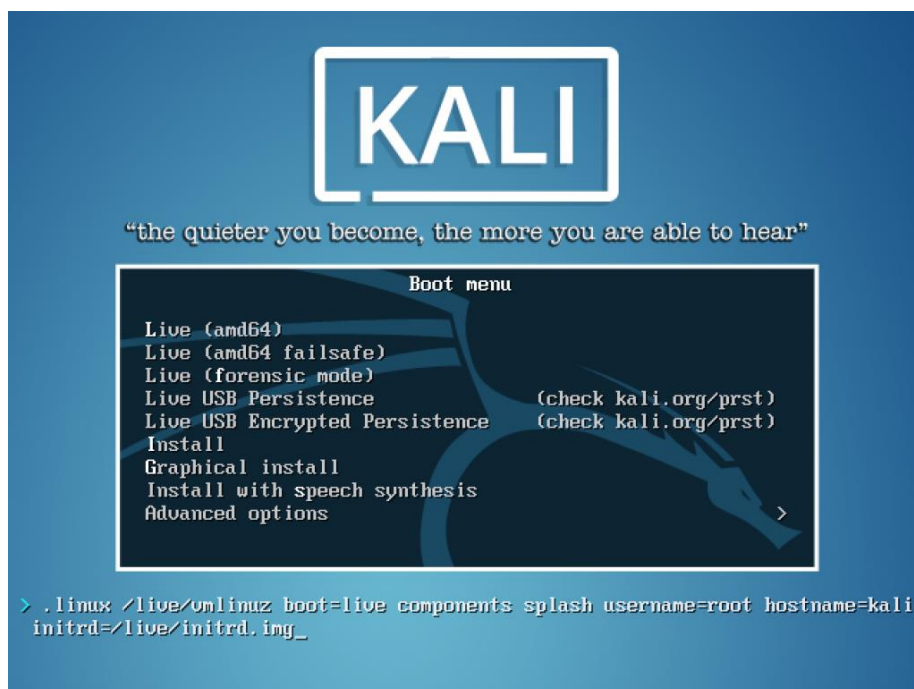 KALI
“the quieter you become, the more you are able to hear”
Boot menu
Live (amd64)
Live (amd64 failsafe)
Live (forensic mode)
Live USB Persistence (check kali.org/prst)
Live USB Encrypted Persistence (check kali.org/prst)
Install
Graphical install
Install with speech synthesis
Advanced options >
> .linux /live/vmlinuz boot=live components splash username=root hostname=kali
initrd=/live/initrd.img_